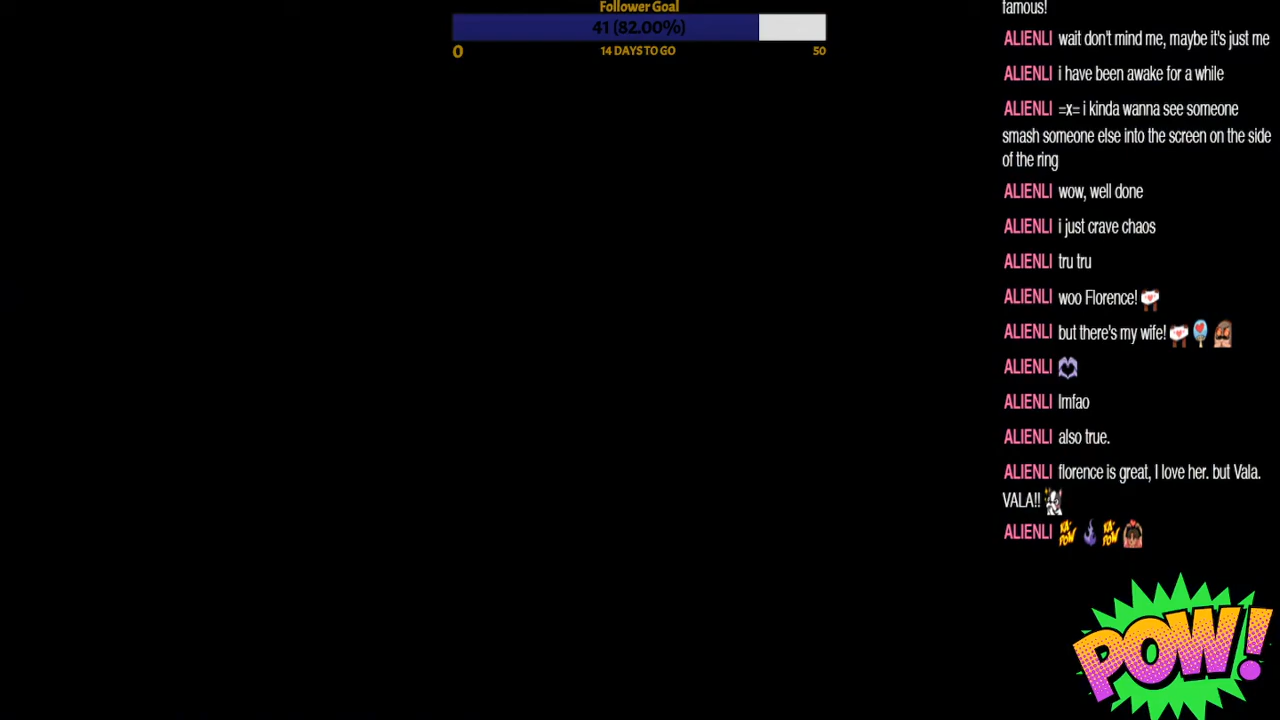 Follower Goal
41 (82.00%)
0
14 DAYS TO GO
50
famous!
ALIENLI wait don't mind me, maybe it's just me
ALIENLI i have been awake for a while
ALIENLI =x= i kinda wanna see someone
smash someone else into the screen on the side
of the ring
ALIENLI wow, well done
ALIENLI i just crave chaos
ALIENLI tru tru
ALIENLI woo Florence!
ALIENLI but there's my wife!
ALIENLI
ALIENLI lmfao
ALIENLI also true.
ALIENLI florence is great, I love her. but Vala.
VALA!!
ALIENLI KA-POW KA-POW
POW!